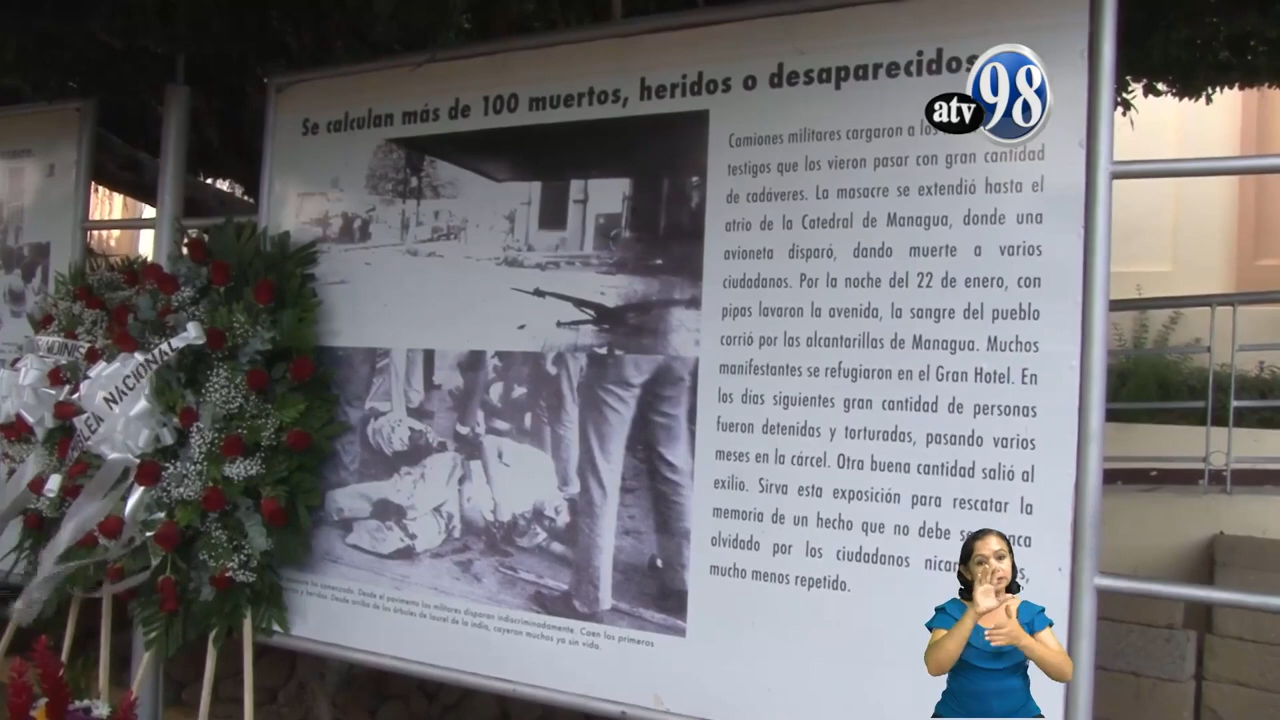 Se calculan más de 100 muertos, heridos o desaparecidos
atv 98
Camiones militares cargaron a los
testigos que los vieron pasar con gran cantidad
de cadáveres. La masacre se extendió hasta el
atrio de la Catedral de Managua, donde una
avioneta disparó, dando muerte a varios
ciudadanos. Por la noche del 22 de enero, con
pipas lavaron la avenida, la sangre del pueblo
corrió por las alcantarillas de Managua. Muchos
manifestantes se refugiaron en el Gran Hotel. En
los días siguientes gran cantidad de personas
fueron detenidas y torturadas, pasando varios
meses en la cárcel. Otra buena cantidad salió al
exilio. Sirva esta exposición para rescatar la
memoria de un hecho que no debe
olvidado por los ciudadanos
mucho menos repetido.
ha comenzado. Desde el pavimento los militares disparan indiscriminadamente. Caen los primeros
y heridos. Desde arriba de los árboles de laurel de la india, cayeron muchos ya sin vida.
NACIONAL